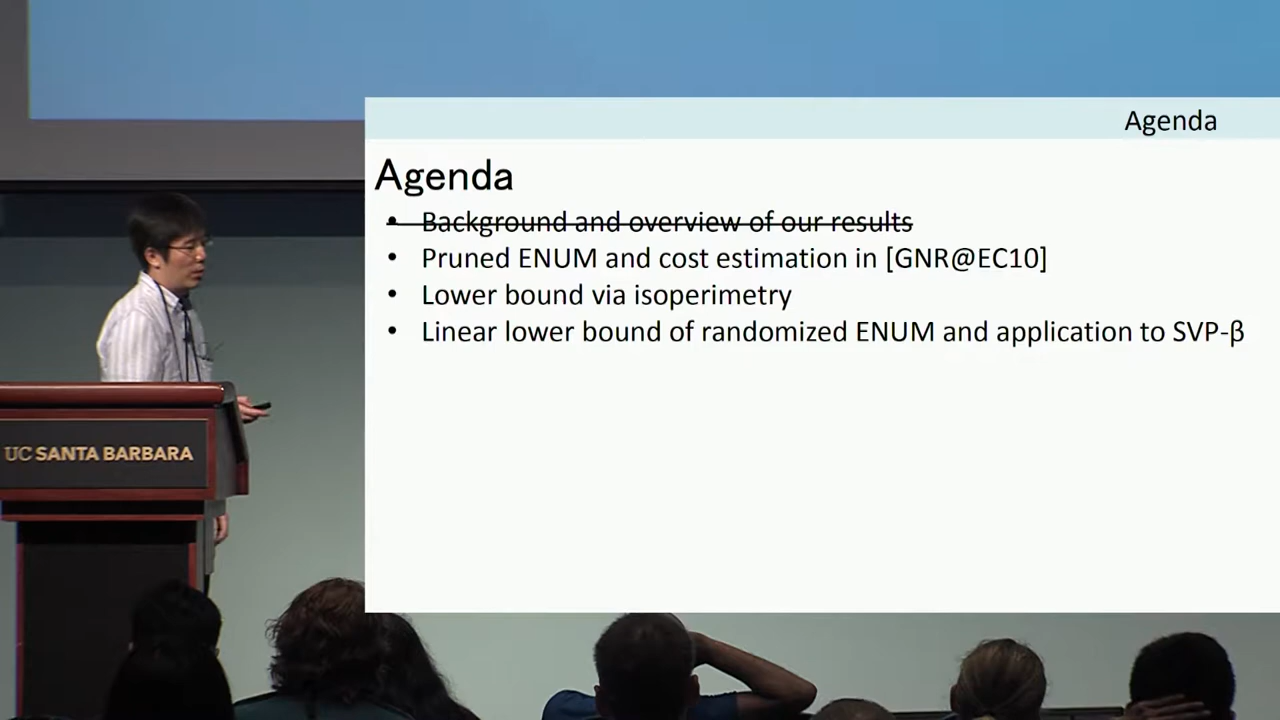 Agenda
Agenda
• Background and overview of our results
• Pruned ENUM and cost estimation in [GNR@EC10]
• Lower bound via isoperimetry
• Linear lower bound of randomized ENUM and application to SVP-β
UC SANTA BARBARA